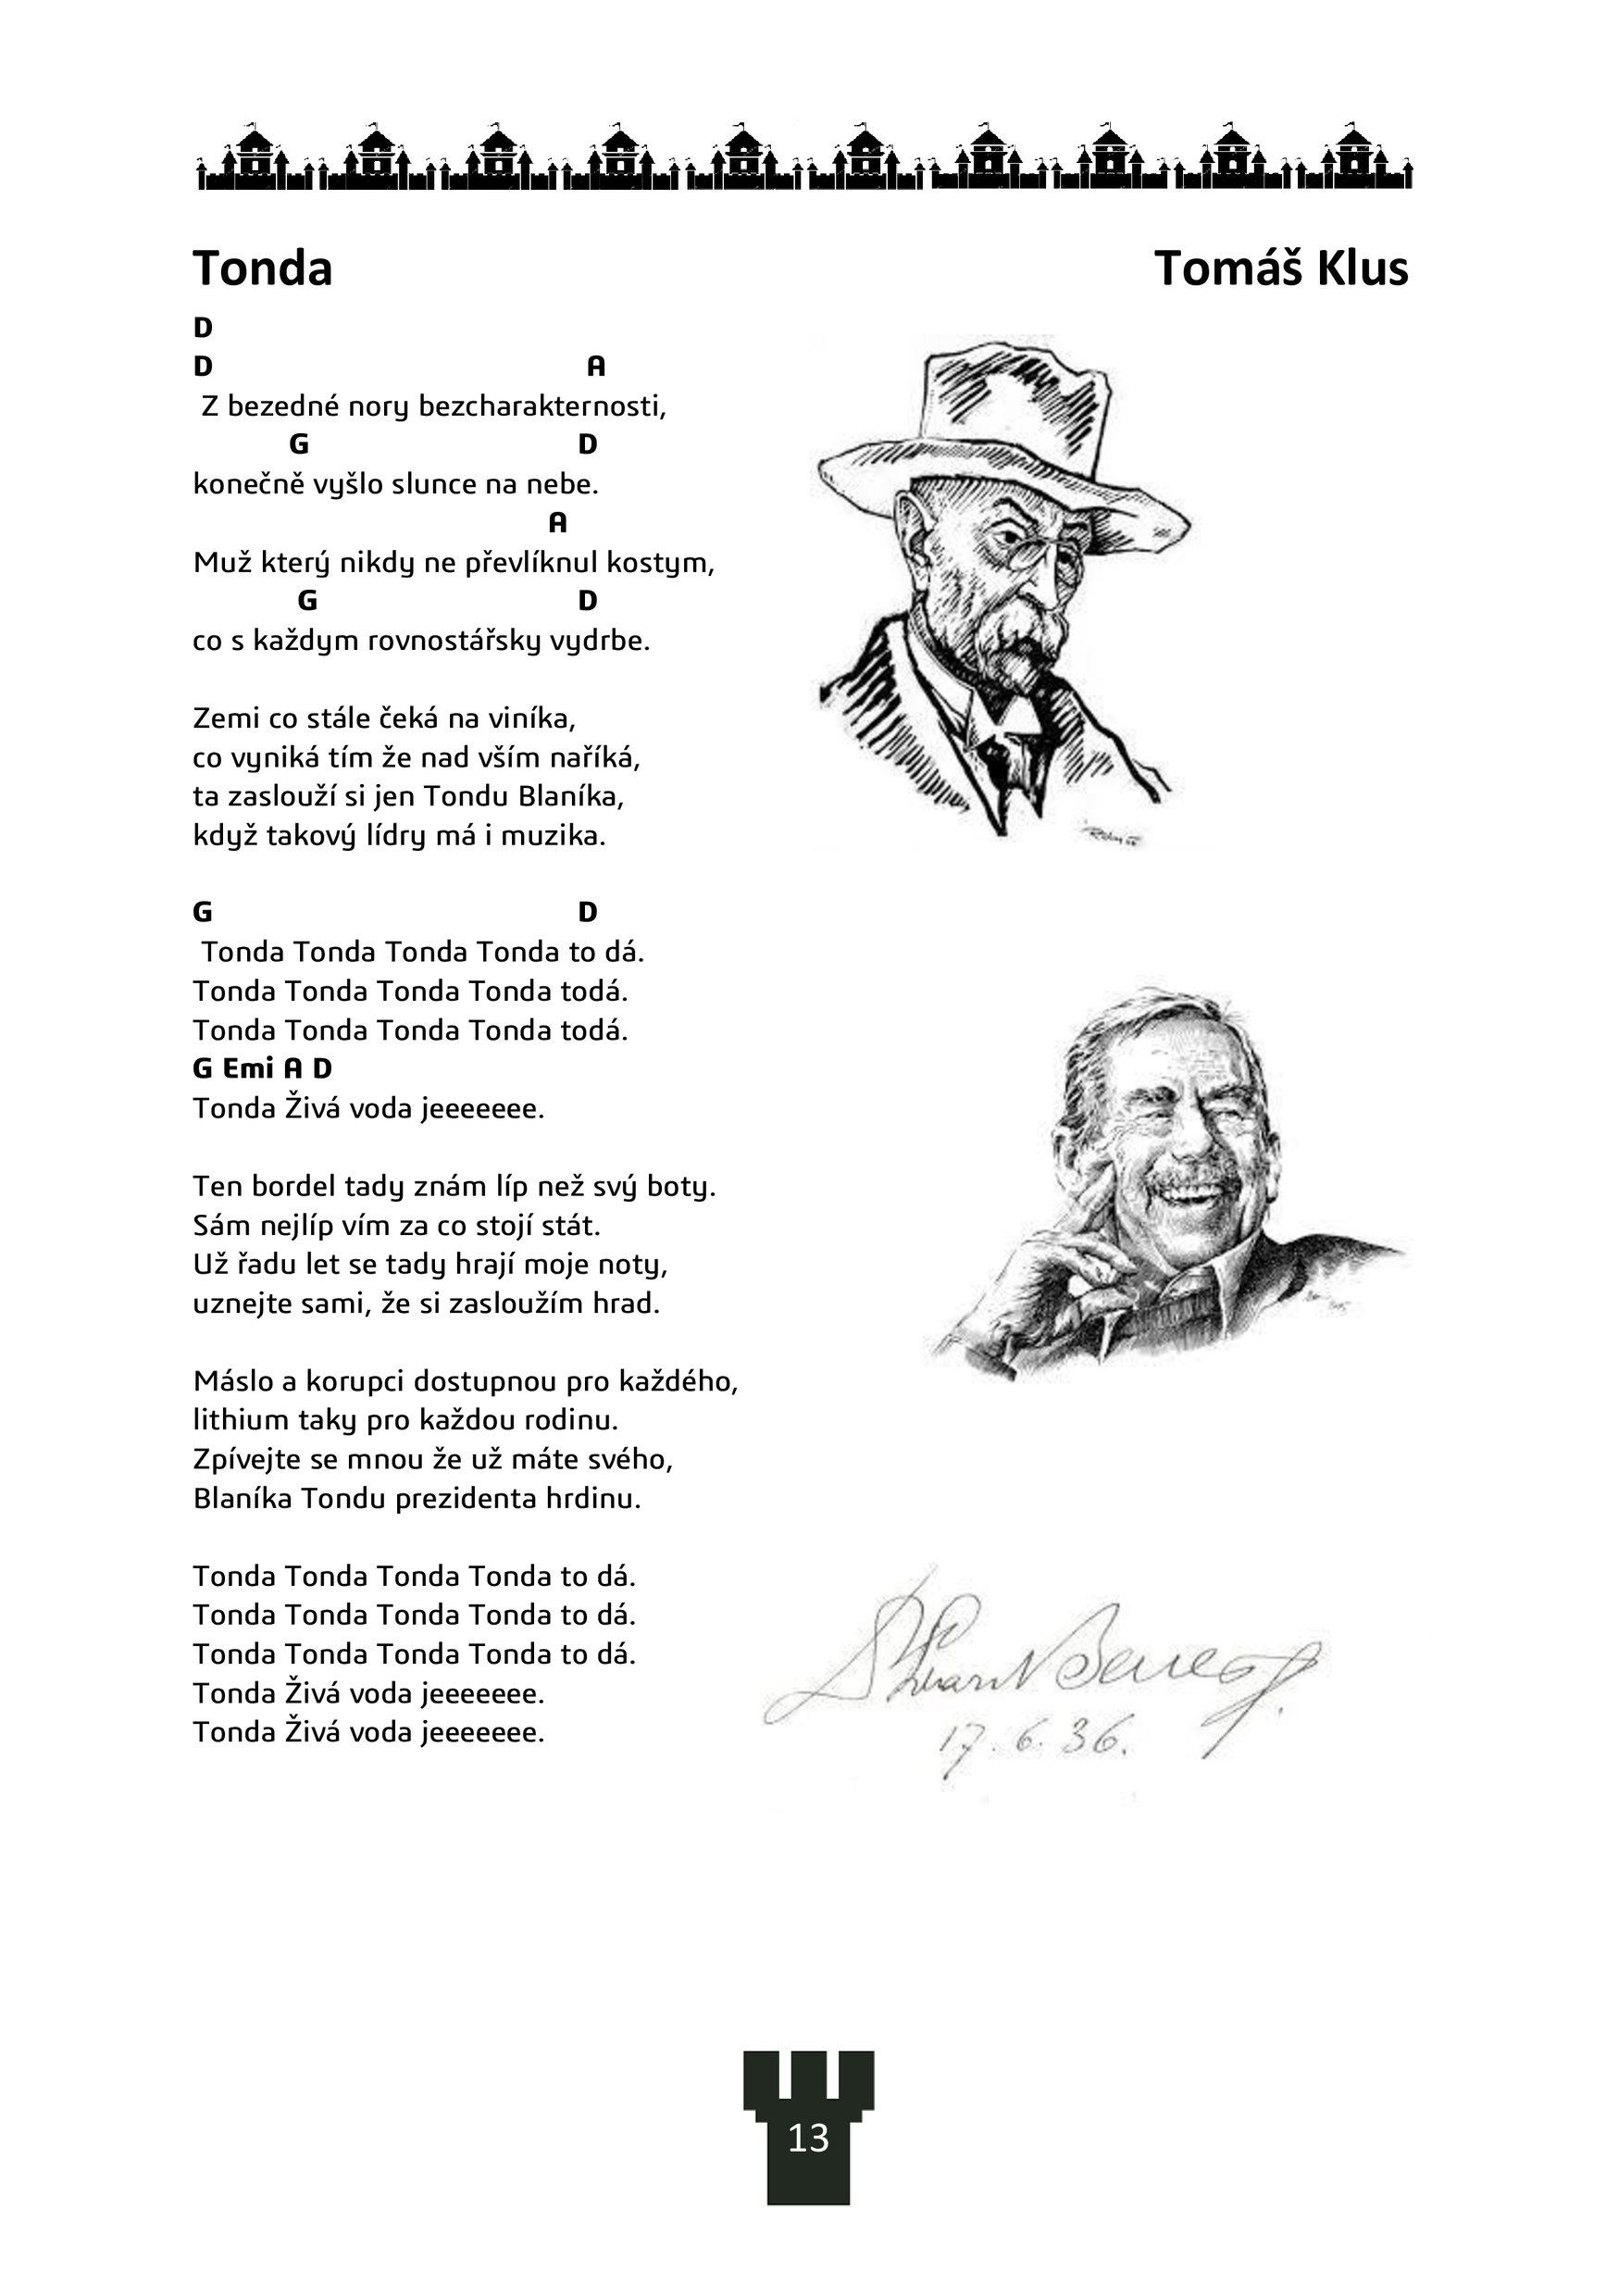 Tonda Tomáš Klus
D
D A
Z bezedné nory bezcharakternosti,
G D
konečně vyšlo slunce na nebe.
A
Muž který nikdy ne převlíknul kostym,
G D
co s každym rovnostářsky vydrbe.
Zemi co stále čeká na viníka,
co vyniká tím že nad vším naříká,
ta zaslouží si jen Tondu Blaníka,
když takový lídry má i muzika.
G D
Tonda Tonda Tonda Tonda to dá.
Tonda Tonda Tonda Tonda todá.
Tonda Tonda Tonda Tonda todá.
G Emi A D
Tonda Živá voda jeeeeeee.
Ten bordel tady znám líp než svý boty.
Sám nejlíp vím za co stojí stát.
Už řadu let se tady hrají moje noty,
uznejte sami, že si zasloužím hrad.
Máslo a korupci dostupnou pro každého,
lithium taky pro každou rodinu.
Zpívejte se mnou že už máte svého,
Blaníka Tondu prezidenta hrdinu.
Tonda Tonda Tonda Tonda to dá.
Tonda Tonda Tonda Tonda to dá.
Tonda Tonda Tonda Tonda to dá.
Tonda Živá voda jeeeeeee.
Tonda Živá voda jeeeeeee.
17. 6. 36.
13